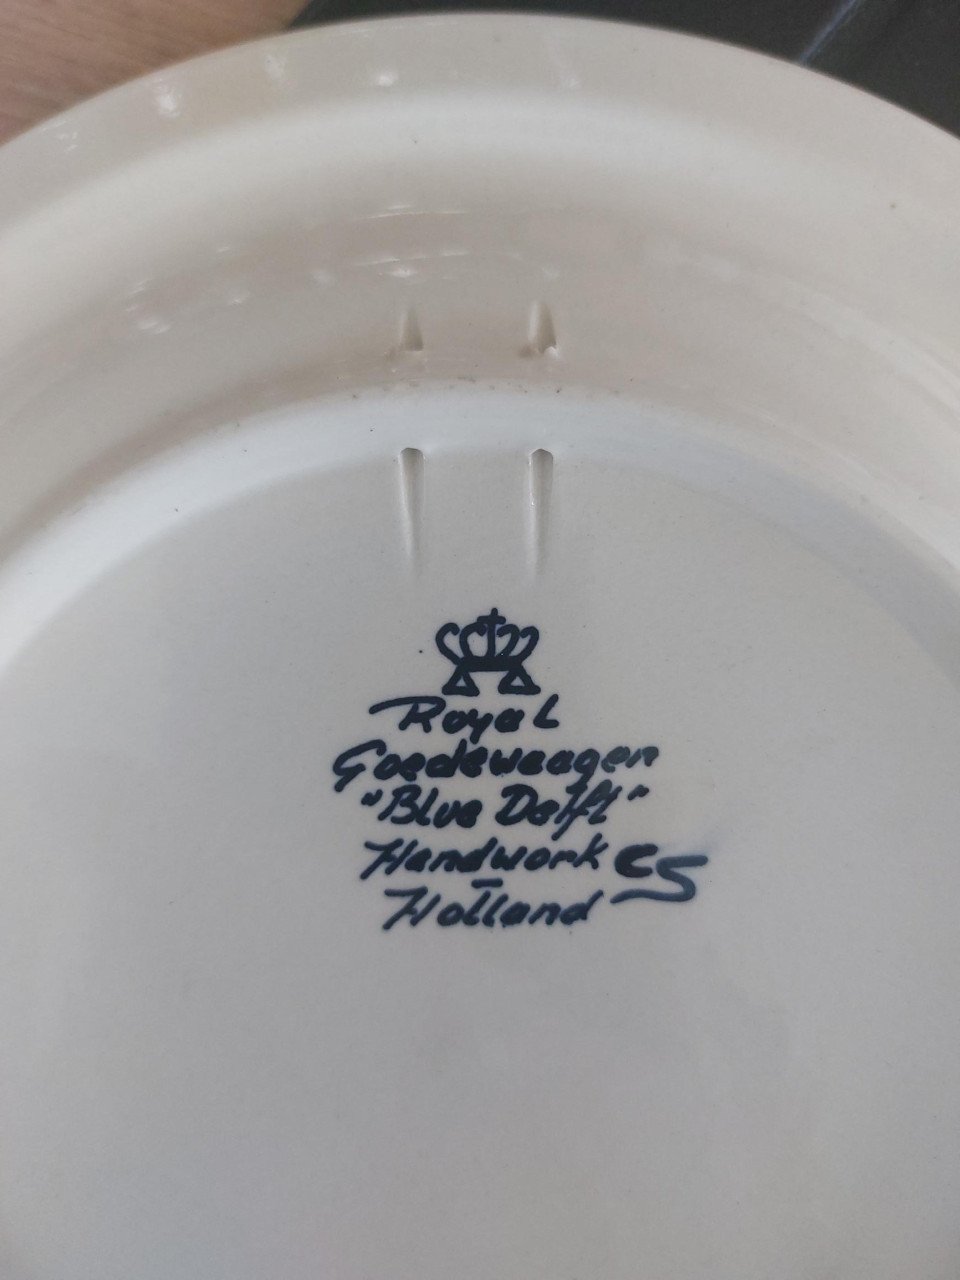 Royal
Goedewaagen
"Blue Delft"
Handwork CS
Holland